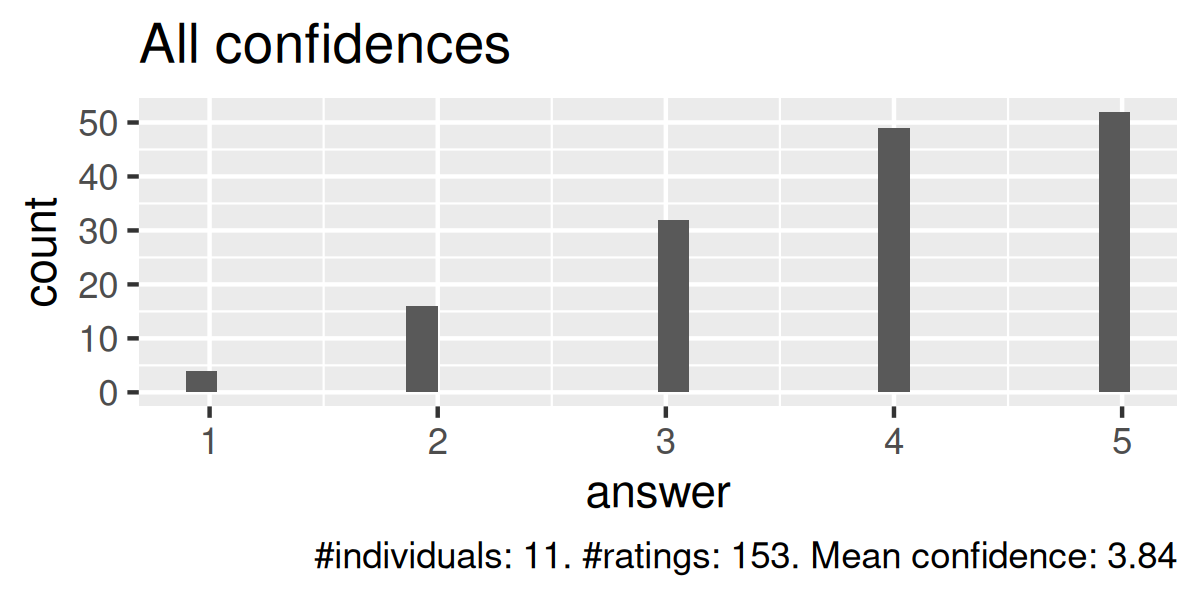 All confidences
50
40
30
20
10
0
count
1 2 3 4 5
answer
#individuals: 11. #ratings: 153. Mean confidence: 3.84